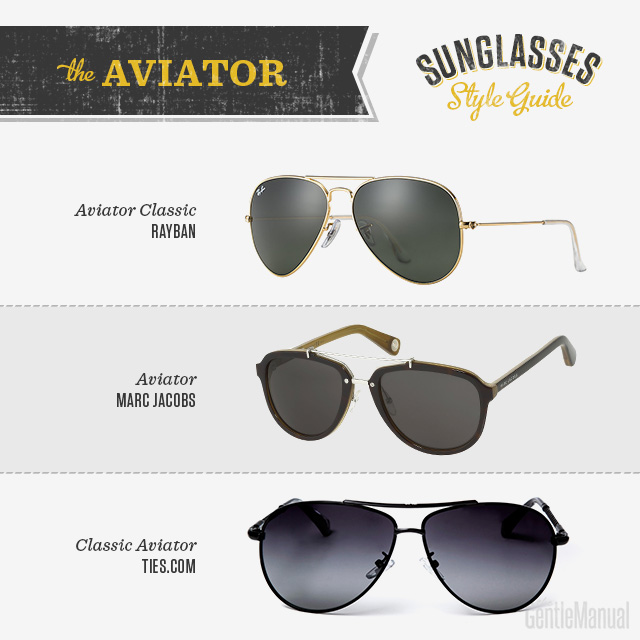 the AVIATOR
SUNGLASSES
Style Guide
Aviator Classic
RAYBAN
Aviator
MARC JACOBS
Classic Aviator
TIES.COM
GentleManual